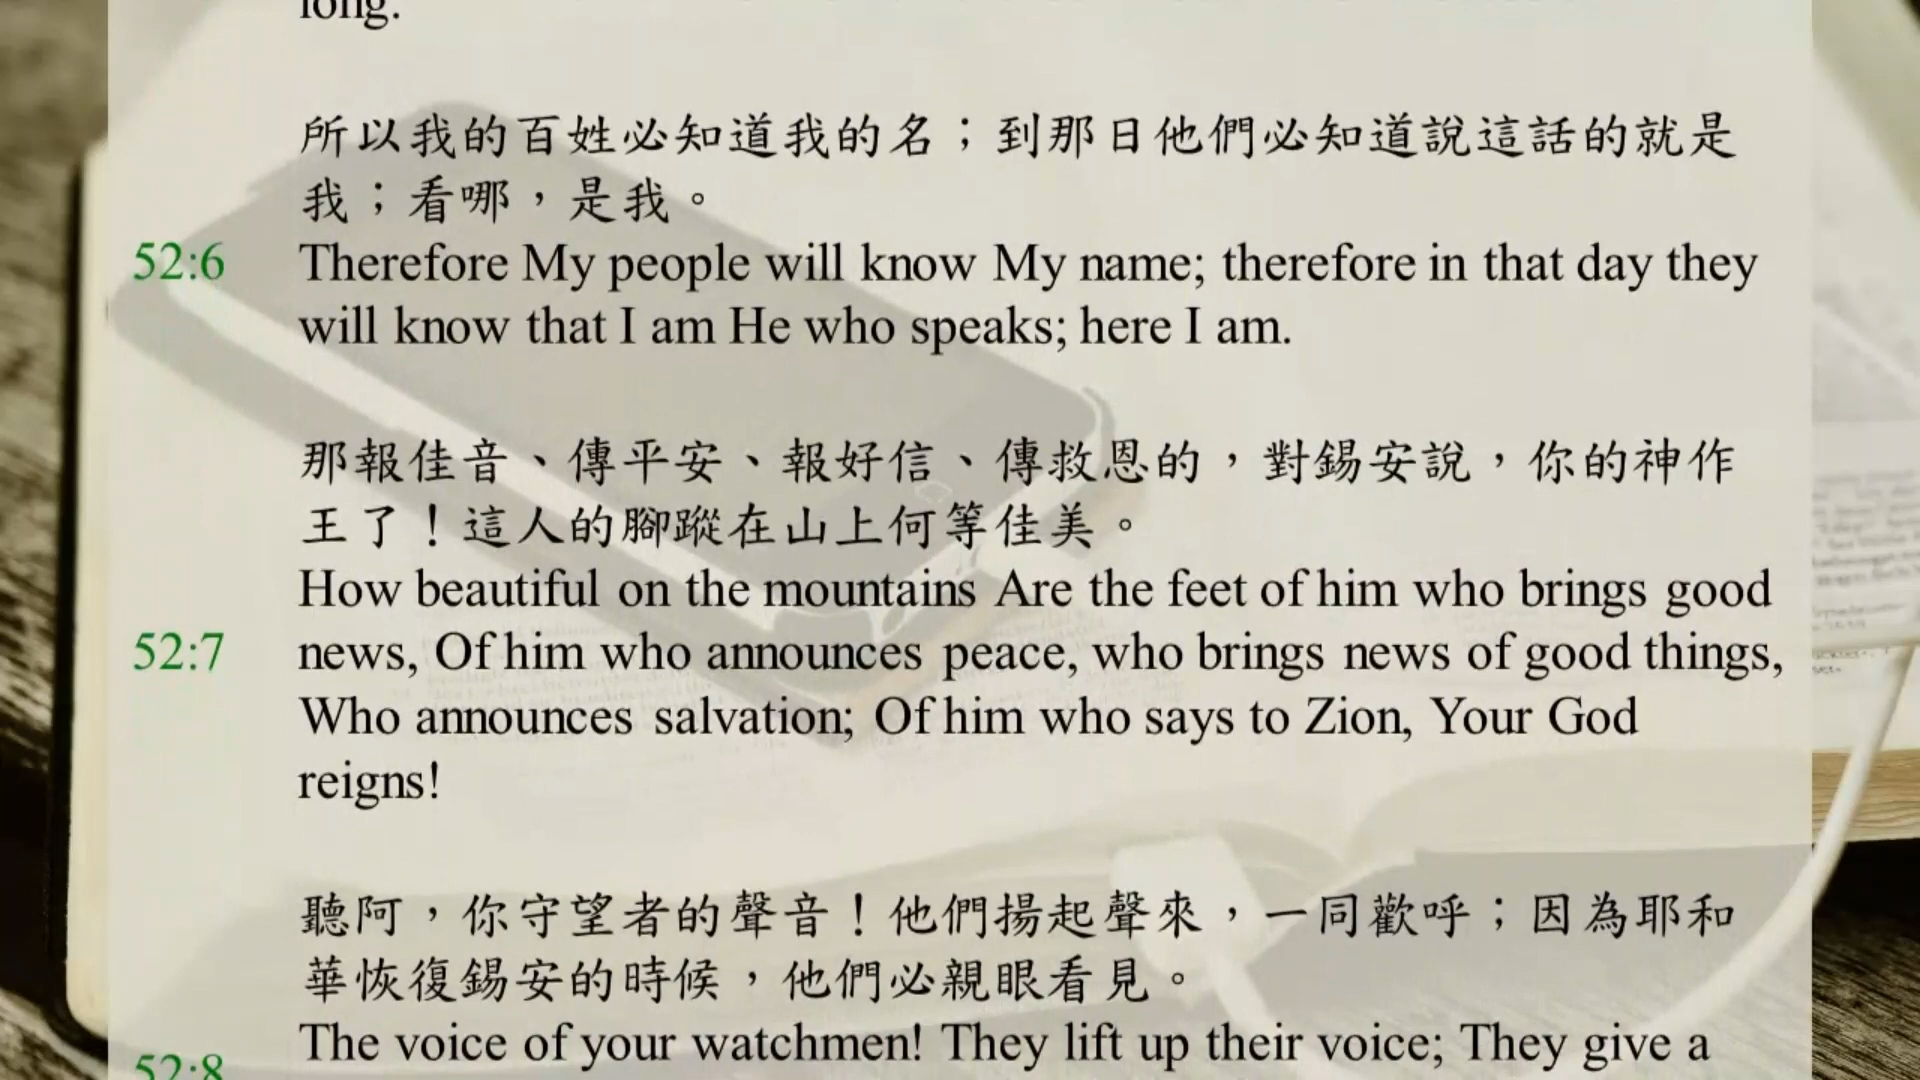 long.
所以我的百姓必知道我的名；到那日他們必知道說這話的就是
我；看哪，是我。
52:6 Therefore My people will know My name; therefore in that day they
will know that I am He who speaks; here I am.
那報佳音、傳平安、報好信、傳救恩的，對錫安說，你的神作
王了！這人的腳蹤在山上何等佳美。
How beautiful on the mountains Are the feet of him who brings good
52:7 news, Of him who announces peace, who brings news of good things,
Who announces salvation; Of him who says to Zion, Your God
reigns!
聽阿，你守望者的聲音！他們揚起聲來，一同歡呼；因為耶和
華恢復錫安的時候，他們必親眼看見。
The voice of your watchmen! They lift up their voice; They give a
52:8